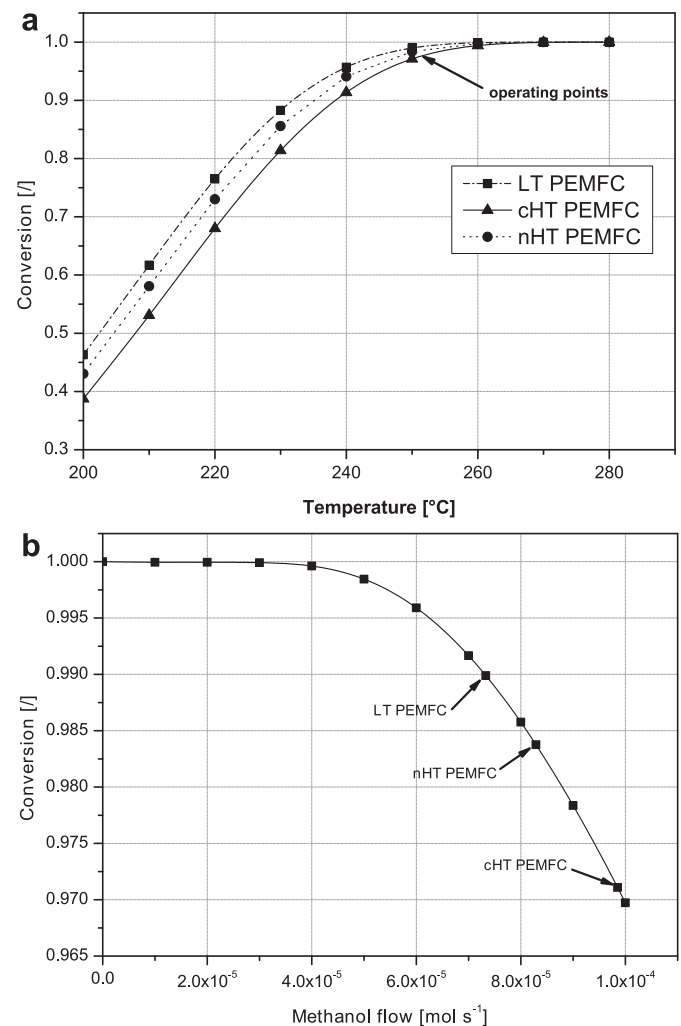 a
1.0
0.9
0.8
0.7
0.6
0.5
0.4
0.3
Conversion [/]
operating points
LT PEMFC
cHT PEMFC
nHT PEMFC
200 220 240 260 280
Temperature [°C]
b
1.000
0.995
0.990
0.985
0.980
0.975
0.970
0.965
Conversion [/]
LT PEMFC
nHT PEMFC
cHT PEMFC
0.0 2.0x10⁻⁵ 4.0x10⁻⁵ 6.0x10⁻⁵ 8.0x10⁻⁵ 1.0x10⁻⁴
Methanol flow [mol s⁻¹]